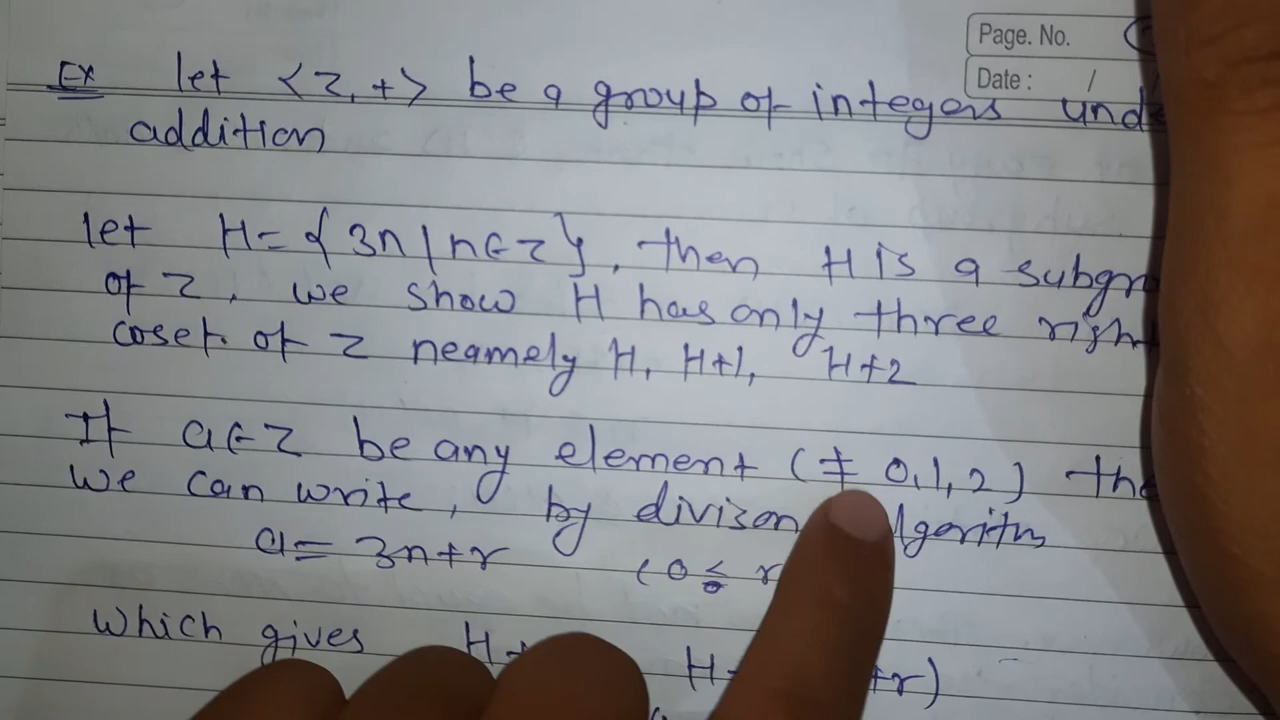 Page. No.
Date : /
Ex let <Z, +> be a group of integers und
addition
let H = { 3n | n ∈ Z }, then H is a subgr
of Z, we show H has only three righ
coset of Z neamely H, H+1, H+2
If a ∈ Z be any element (≠ 0,1,2) the
we can write, by divison lgorithm
a = 3n+r (0 ≤ r
Which gives H+ H+ +r)